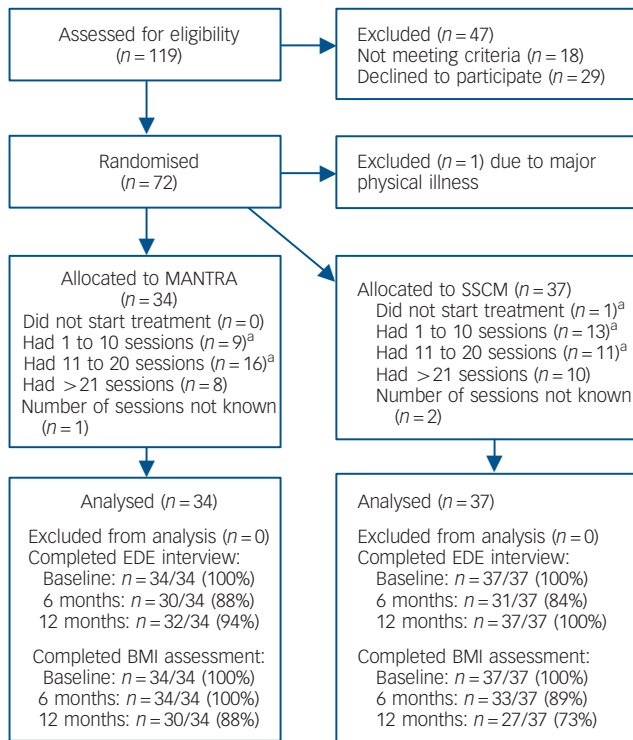 Assessed for eligibility
(n = 119)
Excluded (n = 47)
Not meeting criteria (n = 18)
Declined to participate (n = 29)
Randomised
(n = 72)
Excluded (n = 1) due to major
physical illness
Allocated to MANTRA
(n = 34)
Did not start treatment (n = 0)
Had 1 to 10 sessions (n = 9)ª
Had 11 to 20 sessions (n = 16)ª
Had >21 sessions (n = 8)
Number of sessions not known
(n = 1)
Allocated to SSCM (n = 37)
Did not start treatment (n = 1)ª
Had 1 to 10 sessions (n = 13)ª
Had 11 to 20 sessions (n = 11)ª
Had >21 sessions (n = 10)
Number of sessions not known
(n = 2)
Analysed (n = 34)
Excluded from analysis (n = 0)
Completed EDE interview:
Baseline: n = 34/34 (100%)
6 months: n = 30/34 (88%)
12 months: n = 32/34 (94%)
Completed BMI assessment:
Baseline: n = 34/34 (100%)
6 months: n = 34/34 (100%)
12 months: n = 30/34 (88%)
Analysed (n = 37)
Excluded from analysis (n = 0)
Completed EDE interview:
Baseline: n = 37/37 (100%)
6 months: n = 31/37 (84%)
12 months: n = 37/37 (100%)
Completed BMI assessment:
Baseline: n = 37/37 (100%)
6 months: n = 33/37 (89%)
12 months: n = 27/37 (73%)